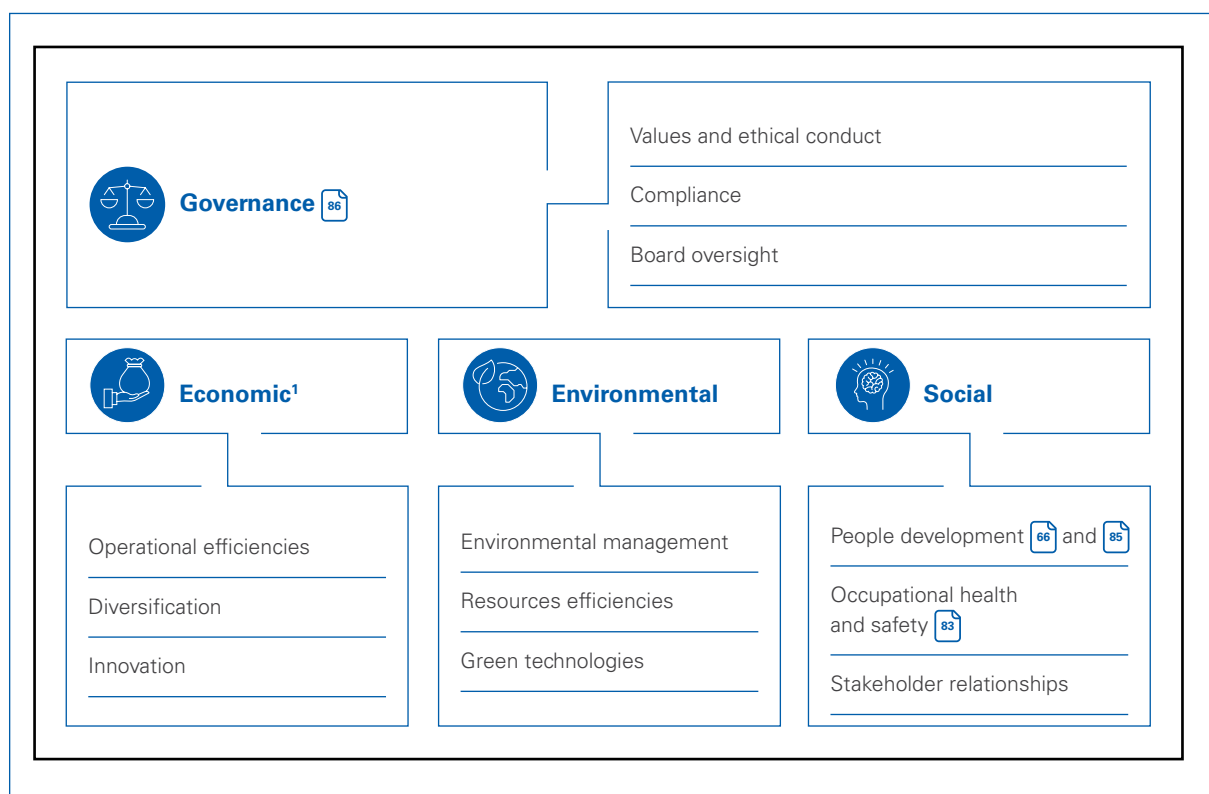 Governance 86
Values and ethical conduct
Compliance
Board oversight
Economic¹
Operational efficiencies
Diversification
Innovation
Environmental
Environmental management
Resources efficiencies
Green technologies
Social
People development 66 and 85
Occupational health
and safety 83
Stakeholder relationships